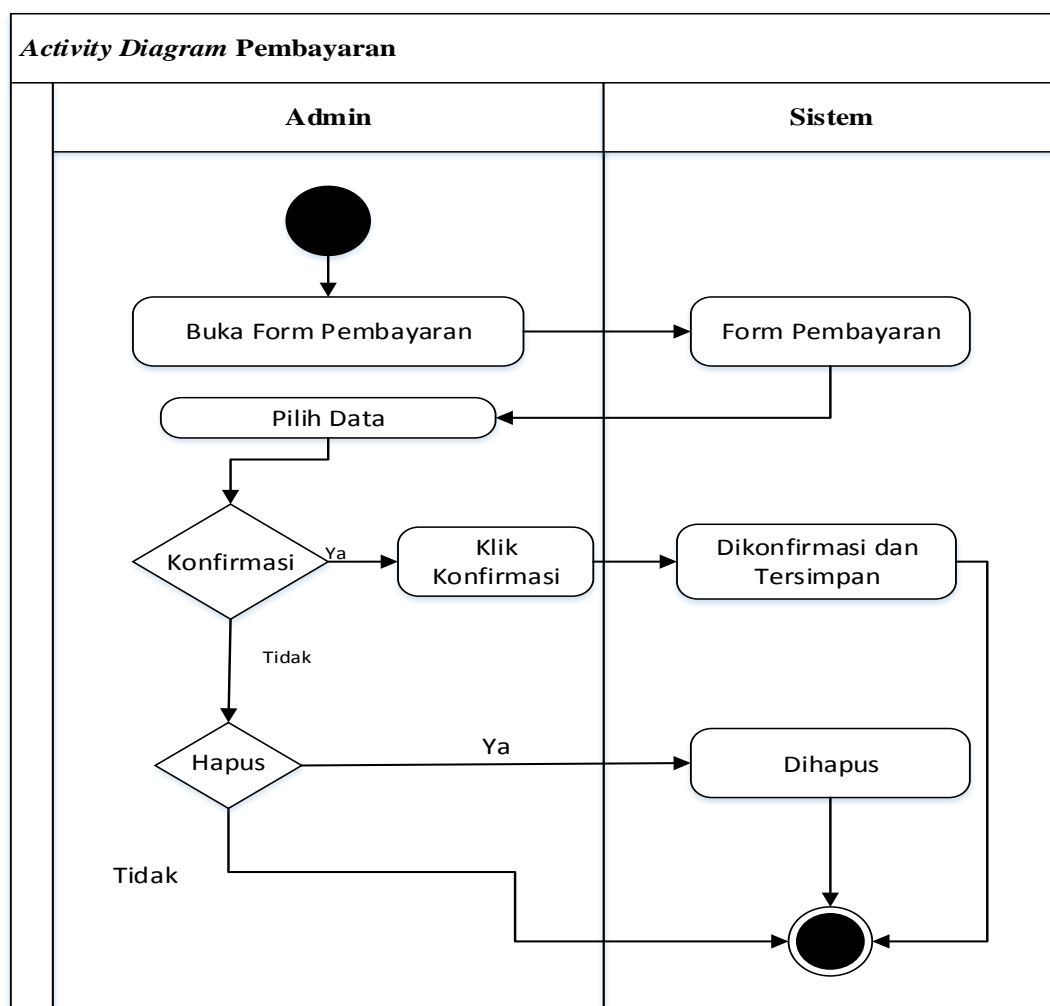 Activity Diagram Pembayaran
Admin
Sistem
Buka Form Pembayaran
Form Pembayaran
Pilih Data
Konfirmasi
Ya
Klik
Konfirmasi
Dikonfirmasi dan
Tersimpan
Tidak
Hapus
Ya
Dihapus
Tidak